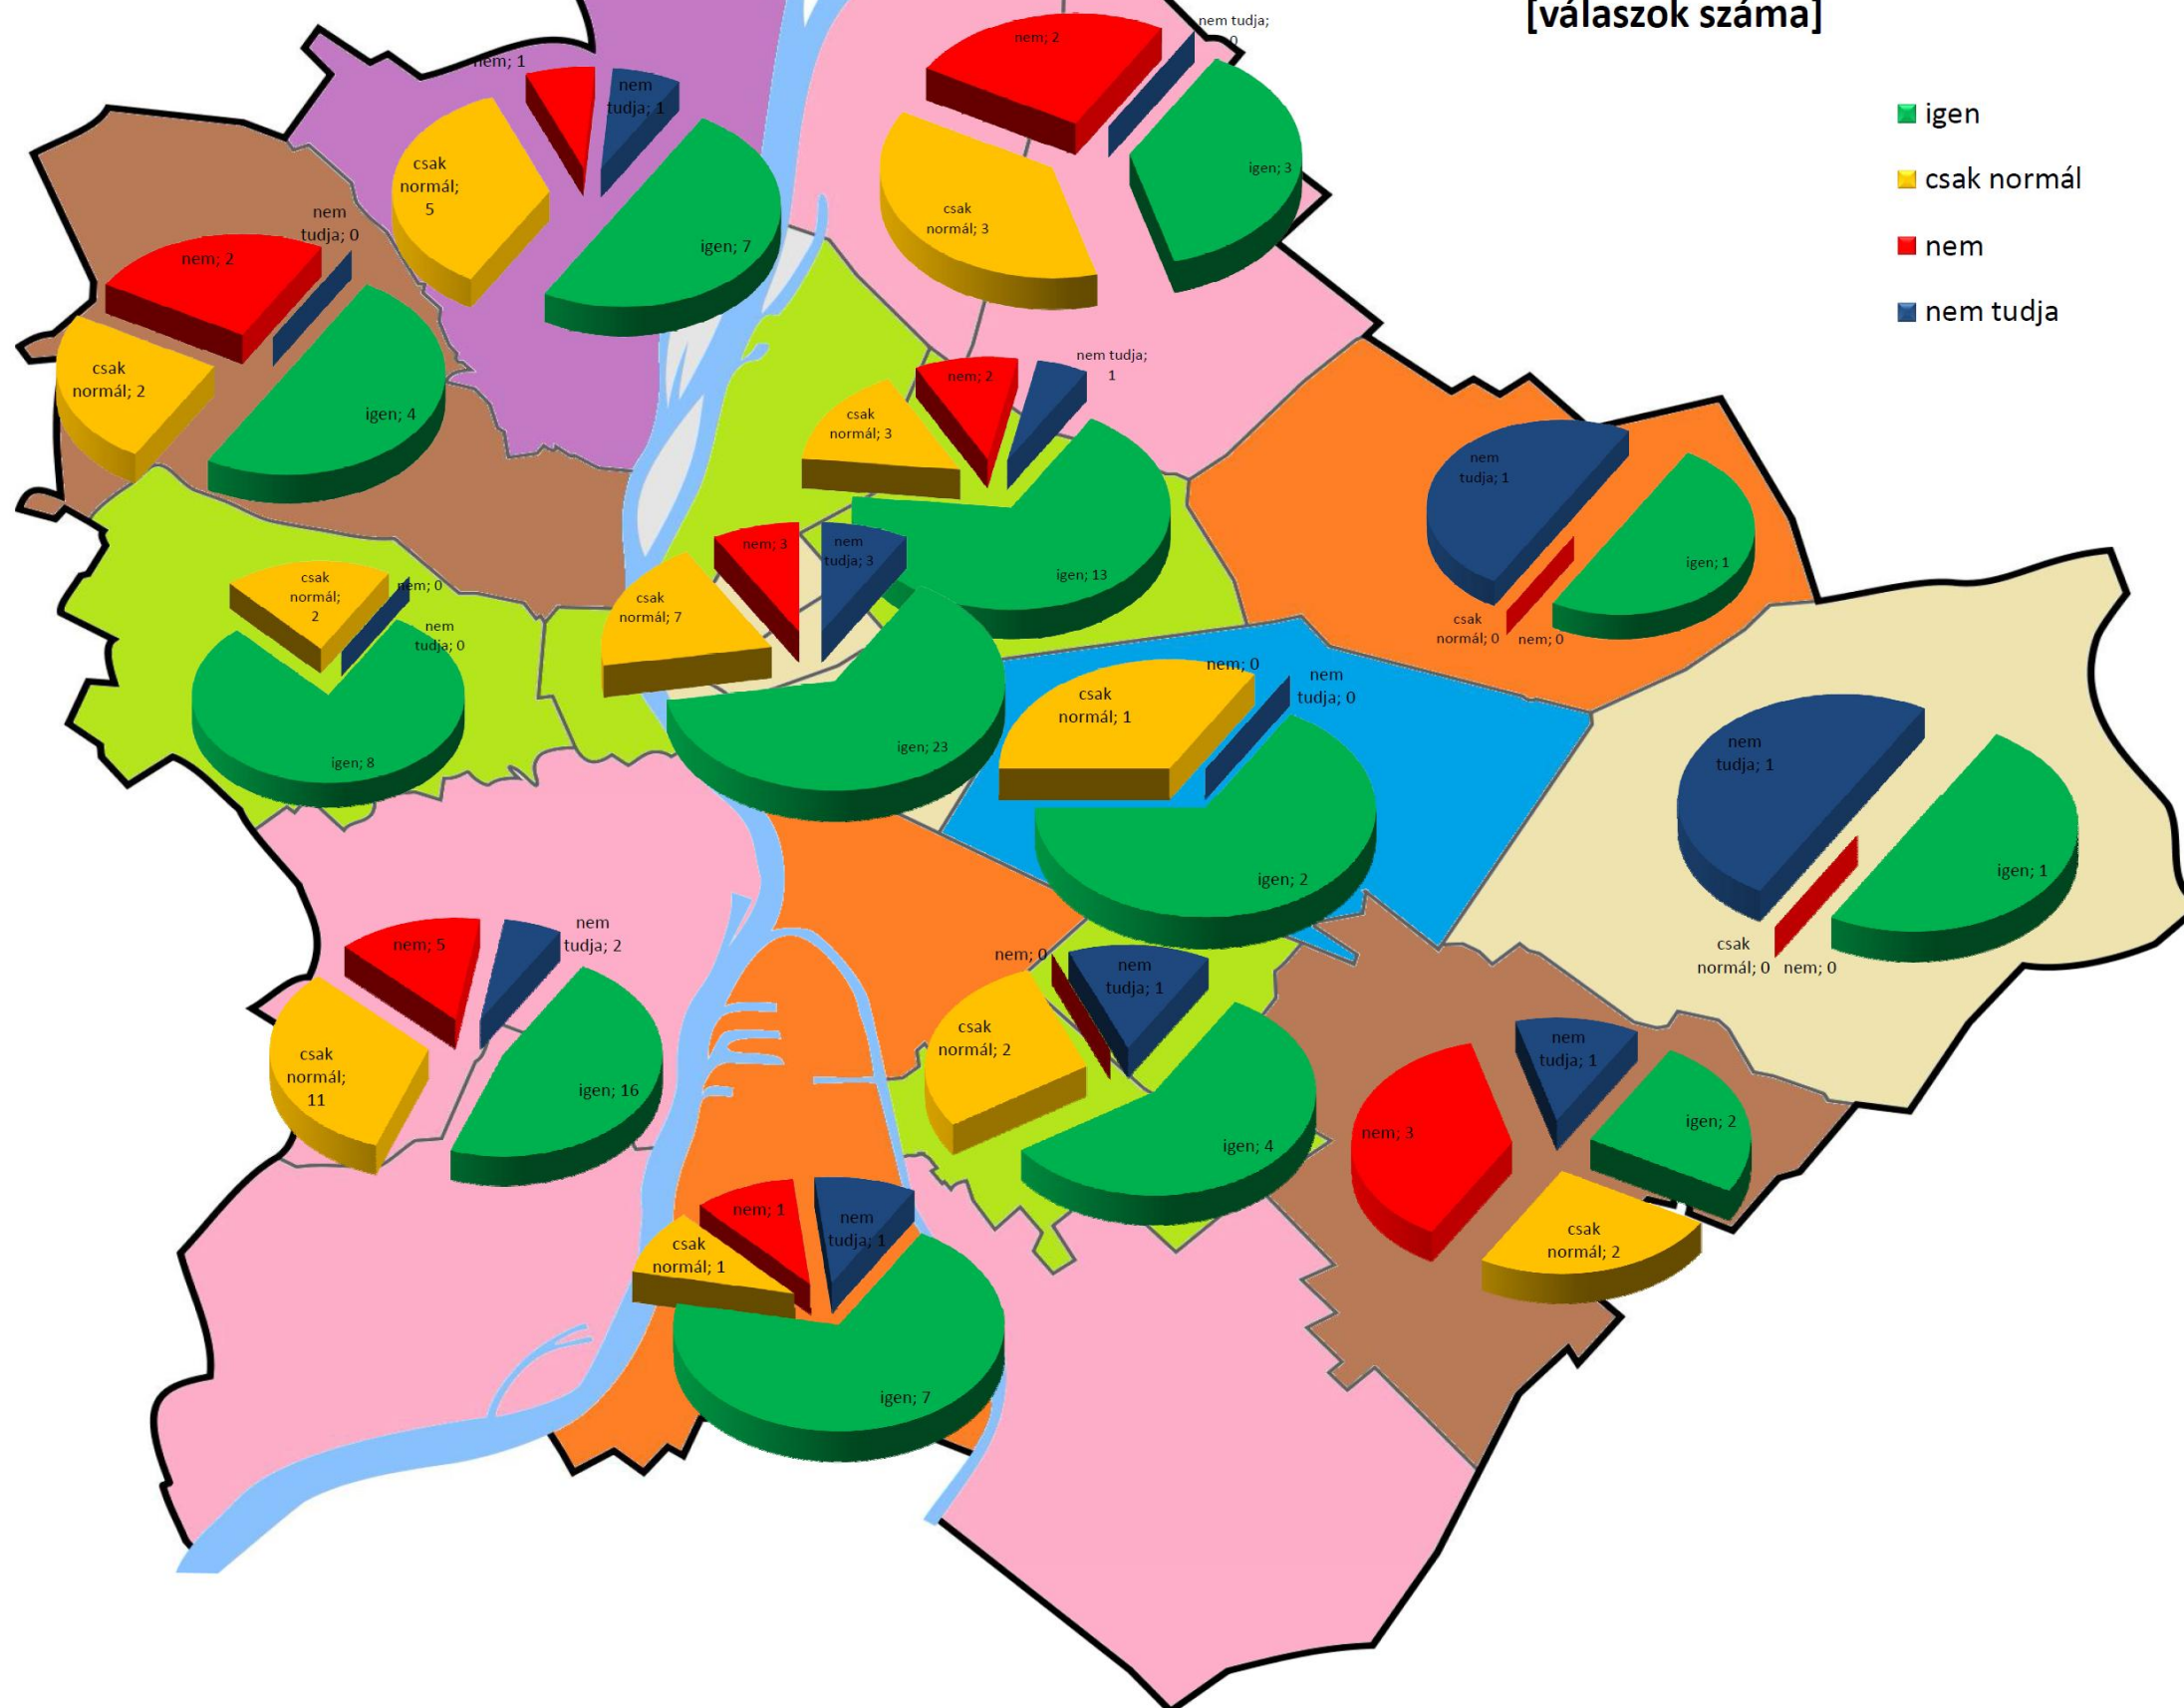 [válaszok száma]
igen
csak normál
nem
nem tudja
nem; 1
nem
tudja; 1
csak
normál;
5
igen; 7
nem; 2
nem tudja;
0
igen; 3
csak
normál; 3
nem
tudja; 0
nem; 2
csak
normál; 2
igen; 4
nem; 2
nem tudja;
1
csak
normál; 3
igen; 13
nem
tudja; 1
igen; 1
csak
normál; 0
nem; 0
csak
normál;
2
nem; 0
nem
tudja; 0
igen; 8
nem; 3
nem
tudja; 3
csak
normál; 7
igen; 23
nem; 0
nem
tudja; 0
csak
normál; 1
igen; 2
nem
tudja; 1
igen; 1
csak
normál; 0
nem; 0
nem; 5
nem
tudja; 2
csak
normál;
11
igen; 16
nem; 0
nem
tudja; 1
csak
normál; 2
igen; 4
nem
tudja; 1
igen; 2
nem; 3
csak
normál; 2
nem; 1
nem
tudja; 1
csak
normál; 1
igen; 7